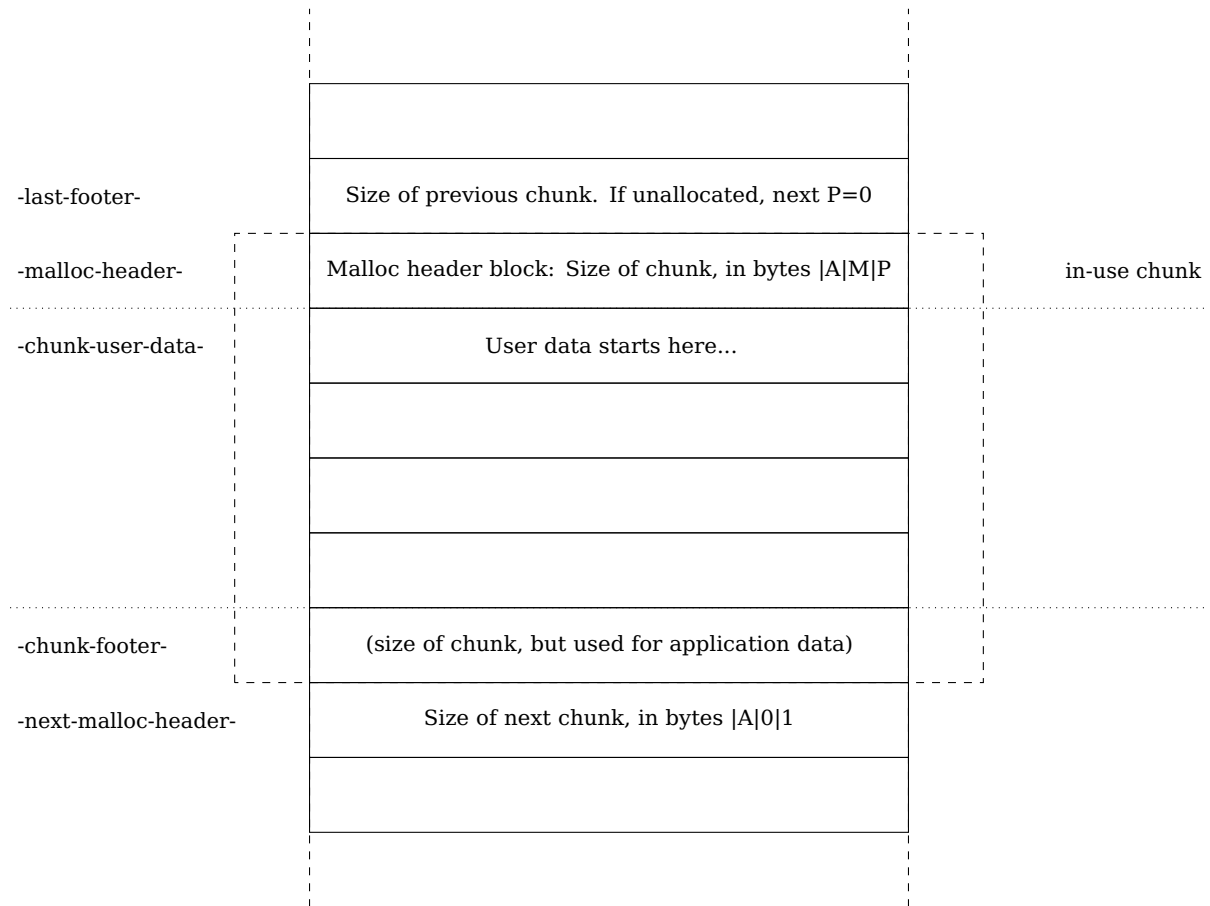 -last-footer- Size of previous chunk. If unallocated, next P=0
-malloc-header- Malloc header block: Size of chunk, in bytes |A|M|P in-use chunk
-chunk-user-data- User data starts here...
-chunk-footer- (size of chunk, but used for application data)
-next-malloc-header- Size of next chunk, in bytes |A|0|1